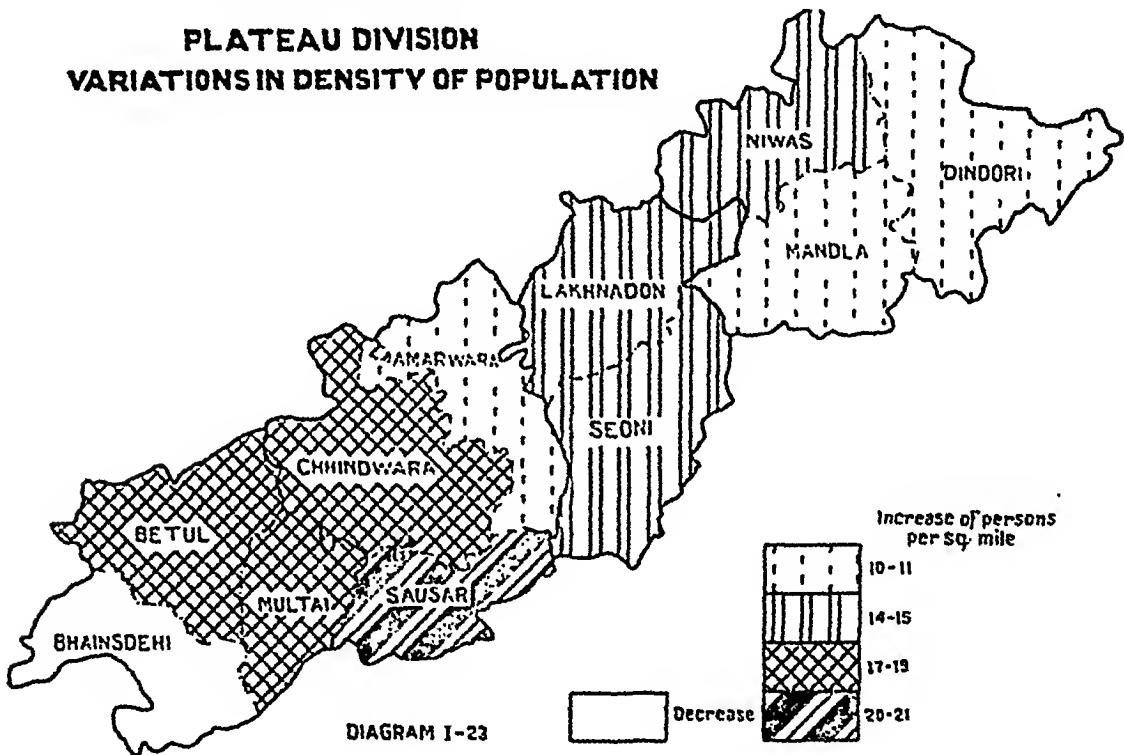 PLATEAU DIVISION
VARIATIONS IN DENSITY OF POPULATION
NIWAS
DINDORI
MANDLA
LAKHNADON
AMARWARA
SEONI
CHHINDWARA
BETUL
MULTAI
SAUSAR
BHAINSDEHI
Increase of persons
per sq. mile
10-11
14-15
17-19
20-21
Decrease
DIAGRAM I-23